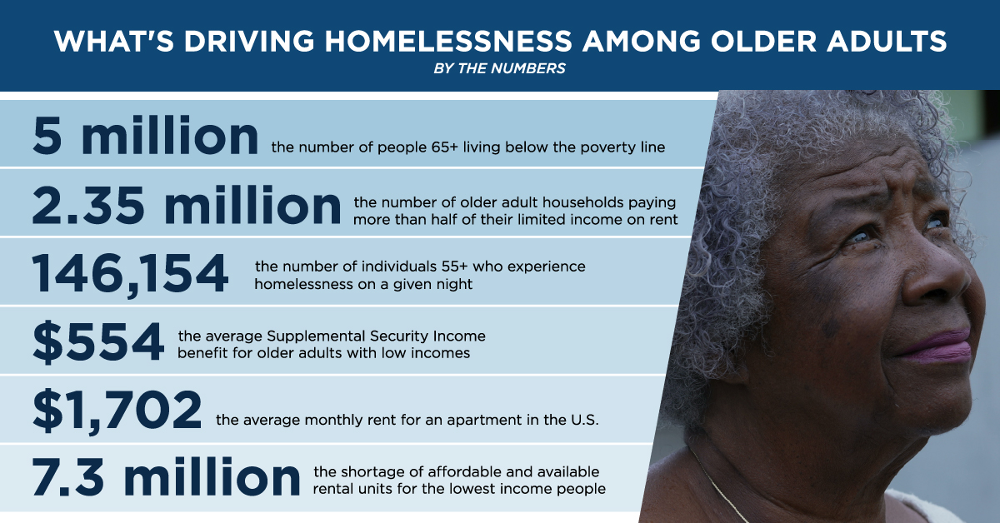 WHAT'S DRIVING HOMELESSNESS AMONG OLDER ADULTS
BY THE NUMBERS
5 million the number of people 65+ living below the poverty line
2.35 million the number of older adult households paying
more than half of their limited income on rent
146,154 the number of individuals 55+ who experience
homelessness on a given night
$554 the average Supplemental Security Income
benefit for older adults with low incomes
$1,702 the average monthly rent for an apartment in the U.S.
7.3 million the shortage of affordable and available
rental units for the lowest income people